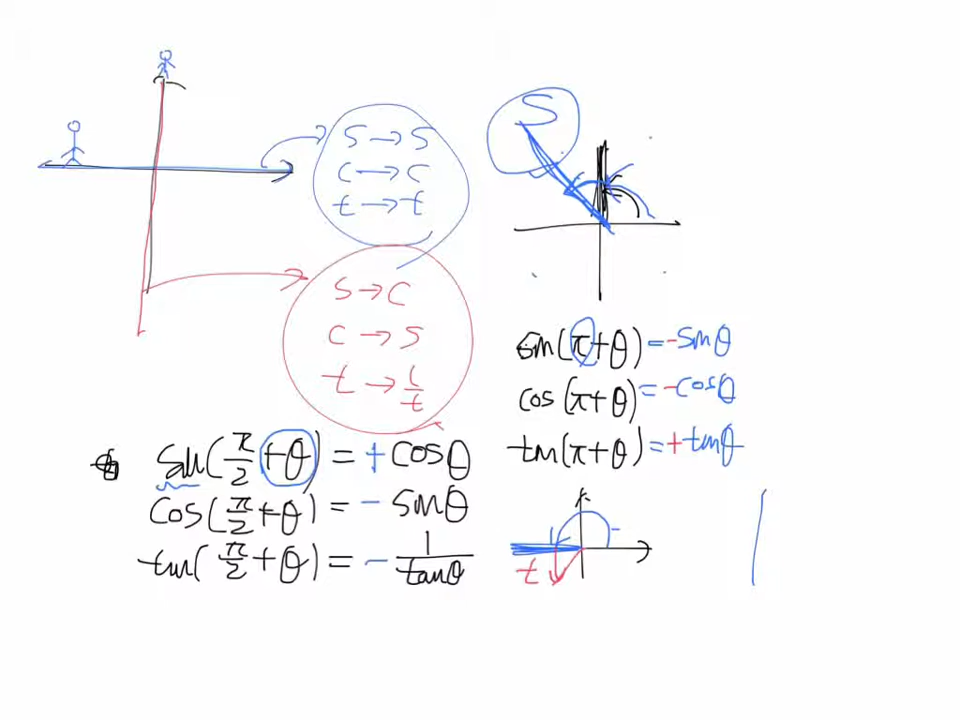 S
S → S
C → C
t → t
S → C
C → S
t → 1/t
sin(π/2+θ) = + cosθ
cos(π/2+θ) = - sinθ
tan(π/2+θ) = - 1/tanθ
sin(π+θ) = -sinθ
cos(π+θ) = -cosθ
tan(π+θ) = +tanθ
t